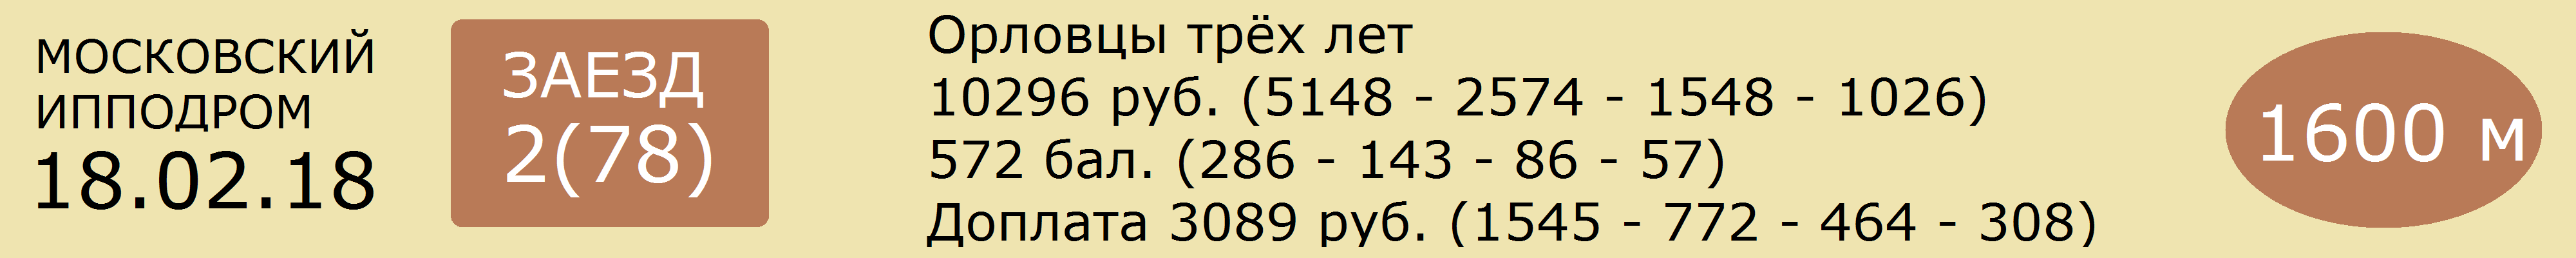 МОСКОВСКИЙ
ИППОДРОМ
18.02.18
ЗАЕЗД
2(78)
Орловцы трёх лет
10296 руб. (5148 - 2574 - 1548 - 1026)
572 бал. (286 - 143 - 86 - 57)
Доплата 3089 руб. (1545 - 772 - 464 - 308)
1600 м